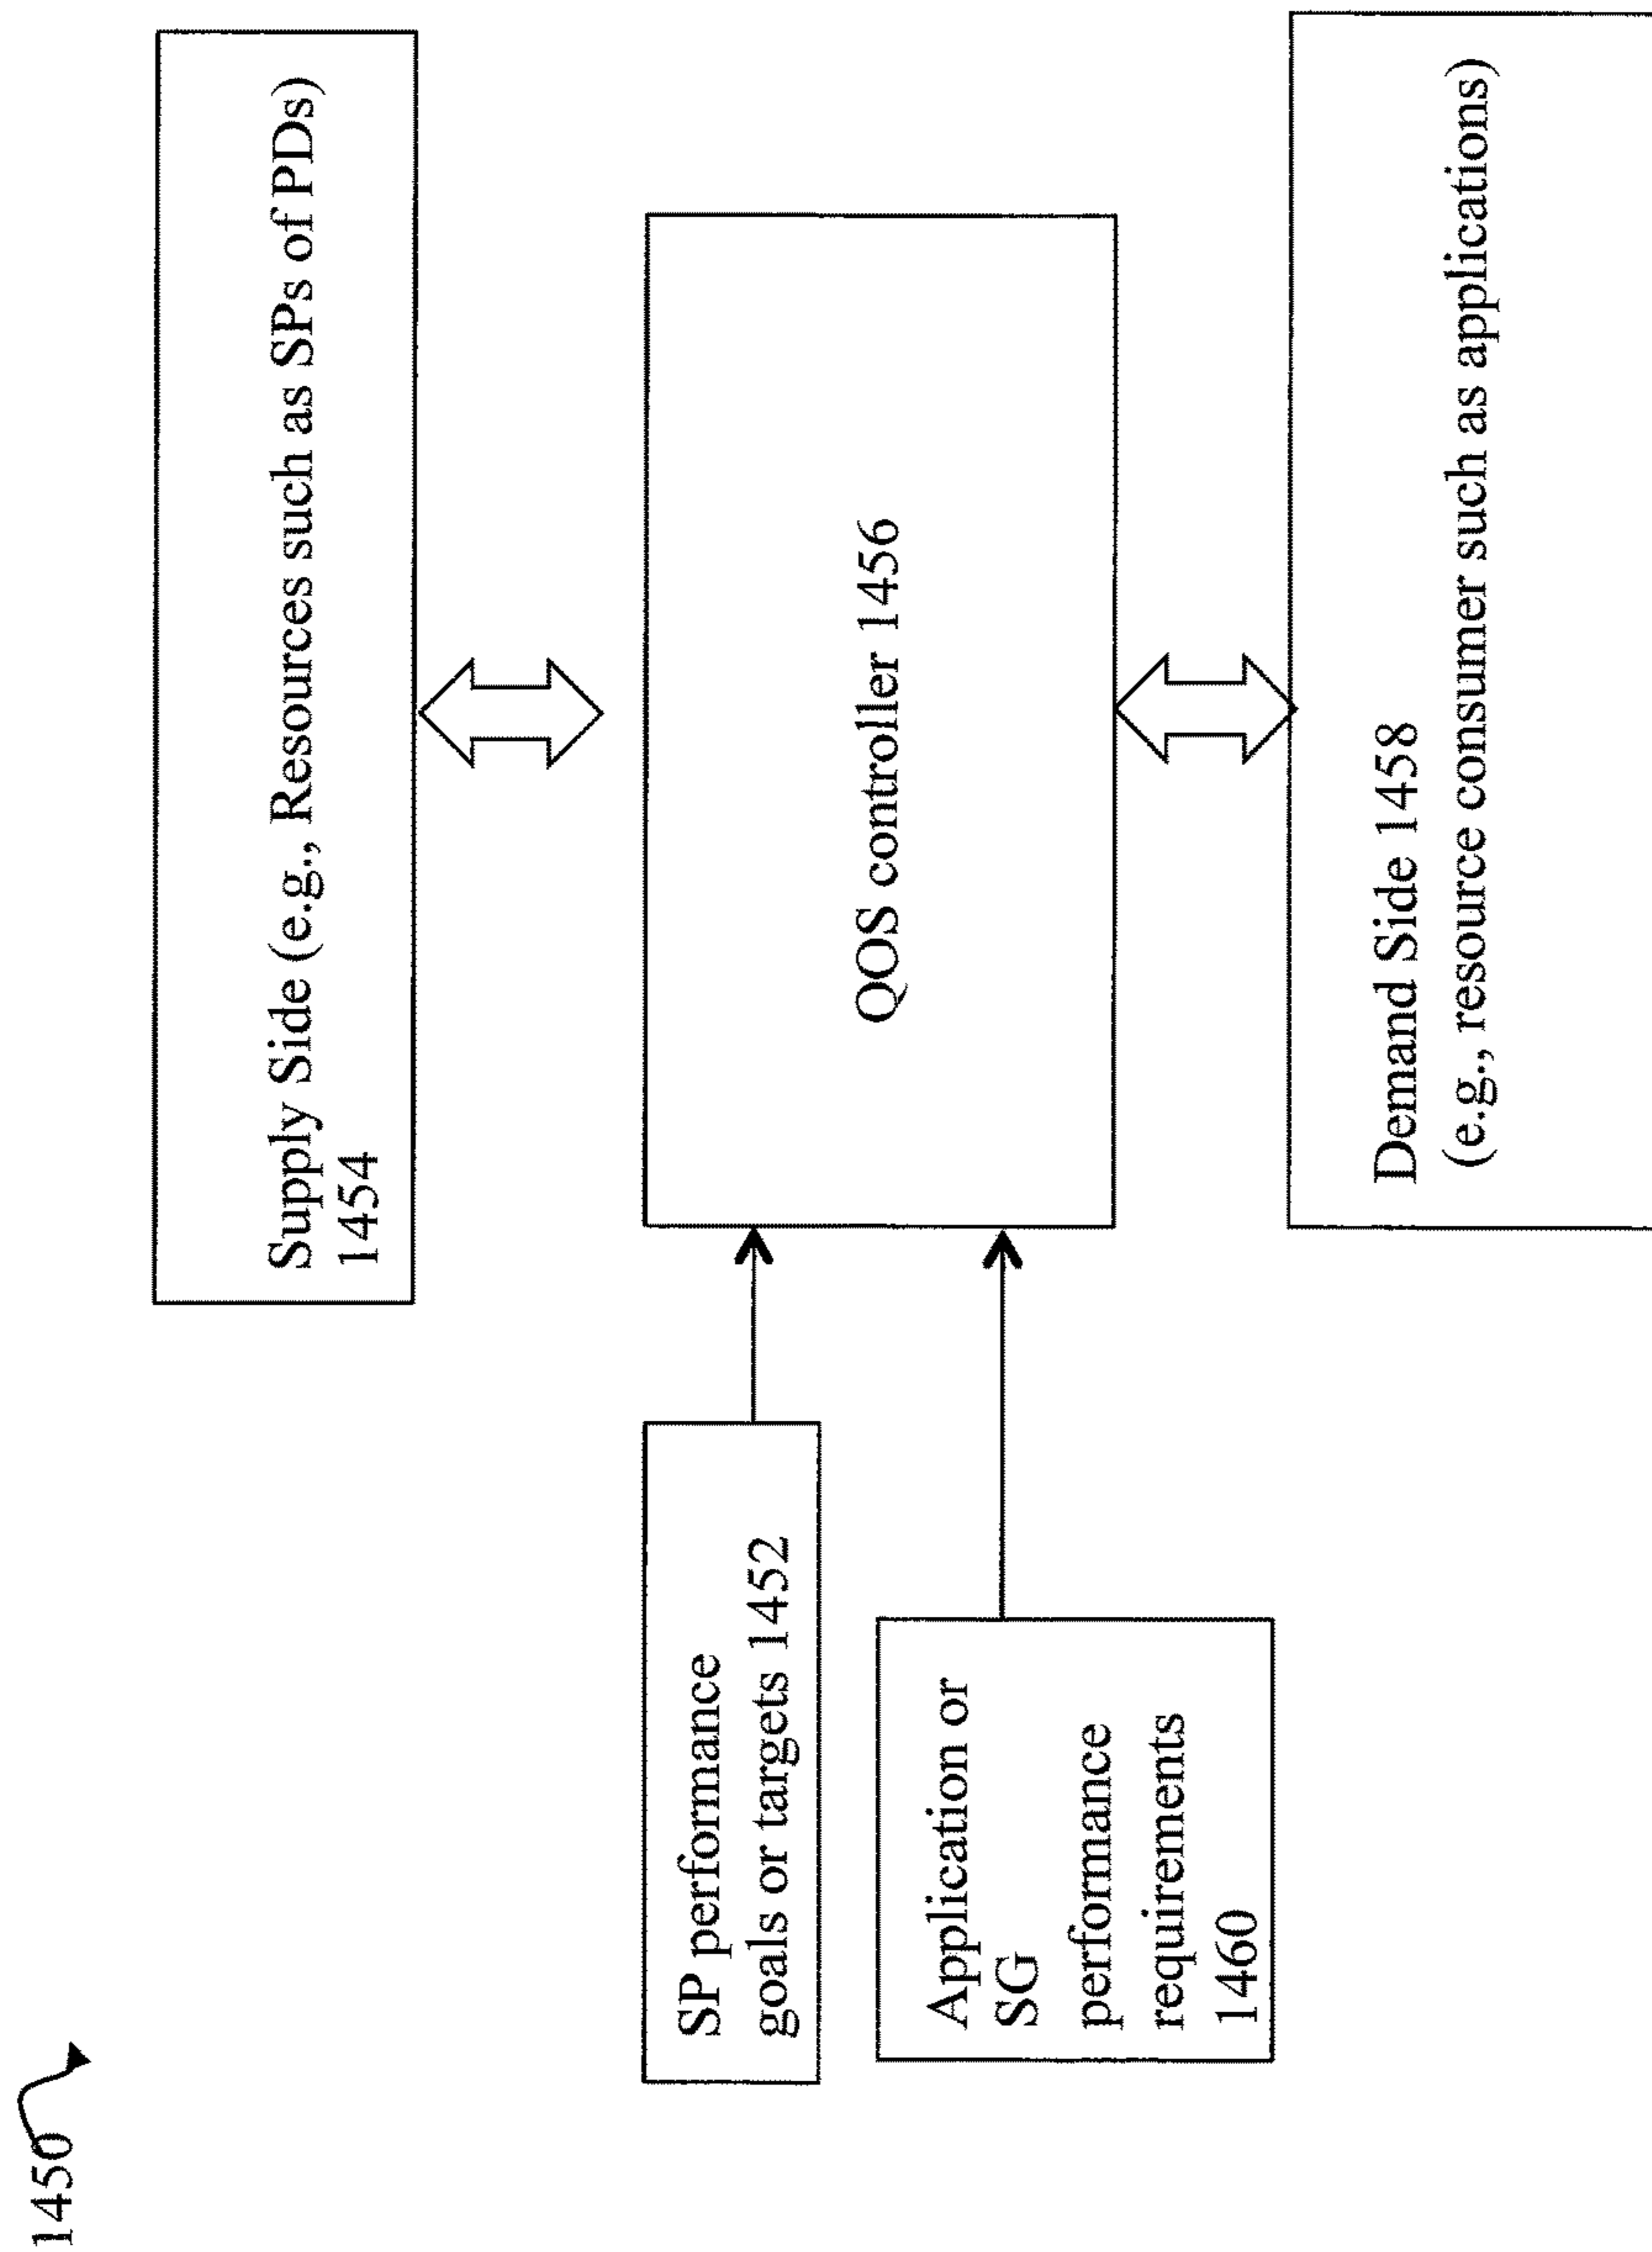 1450
Supply Side (e.g., Resources such as SPs of PDs)
1454
SP performance
goals or targets 1452
QOS controller 1456
Application or
SG
performance
requirements
1460
Demand Side 1458
(e.g., resource consumer such as applications)